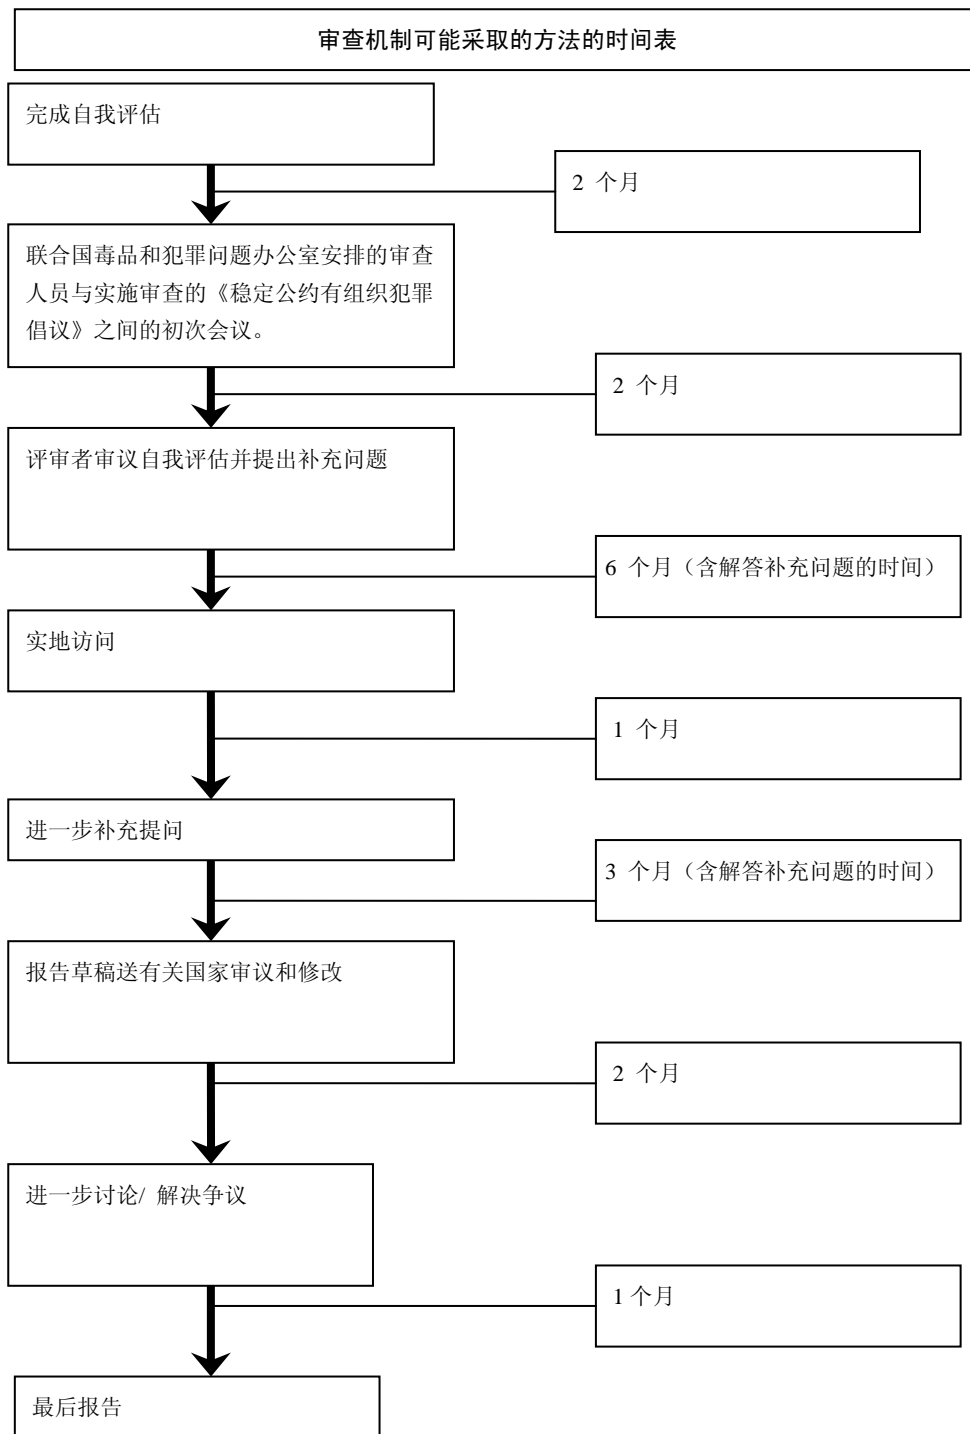 审查机制可能采取的方法的时间表
完成自我评估
2 个月
联合国毒品和犯罪问题办公室安排的审查
人员与实施审查的《稳定公约有组织犯罪
倡议》之间的初次会议。
2 个月
评审者审议自我评估并提出补充问题
6 个月（含解答补充问题的时间）
实地访问
1 个月
进一步补充提问
3 个月（含解答补充问题的时间）
报告草稿送有关国家审议和修改
2 个月
进一步讨论/ 解决争议
1 个月
最后报告